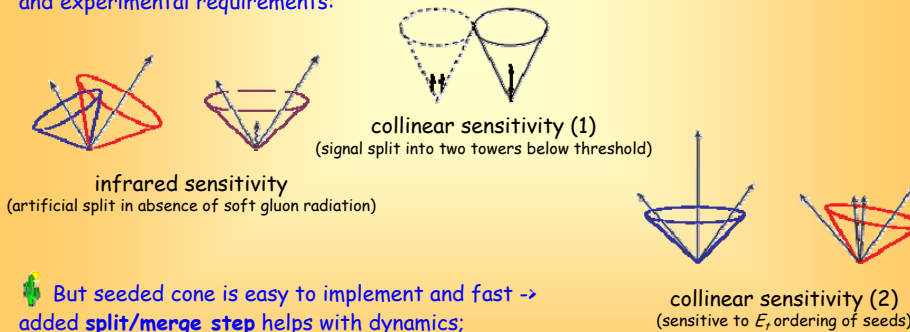 and experimental requirements:
collinear sensitivity (1)
(signal split into two towers below threshold)
infrared sensitivity
(artificial split in absence of soft gluon radiation)
But seeded cone is easy to implement and fast ->
added split/merge step helps with dynamics;
collinear sensitivity (2)
(sensitive to Et ordering of seeds)